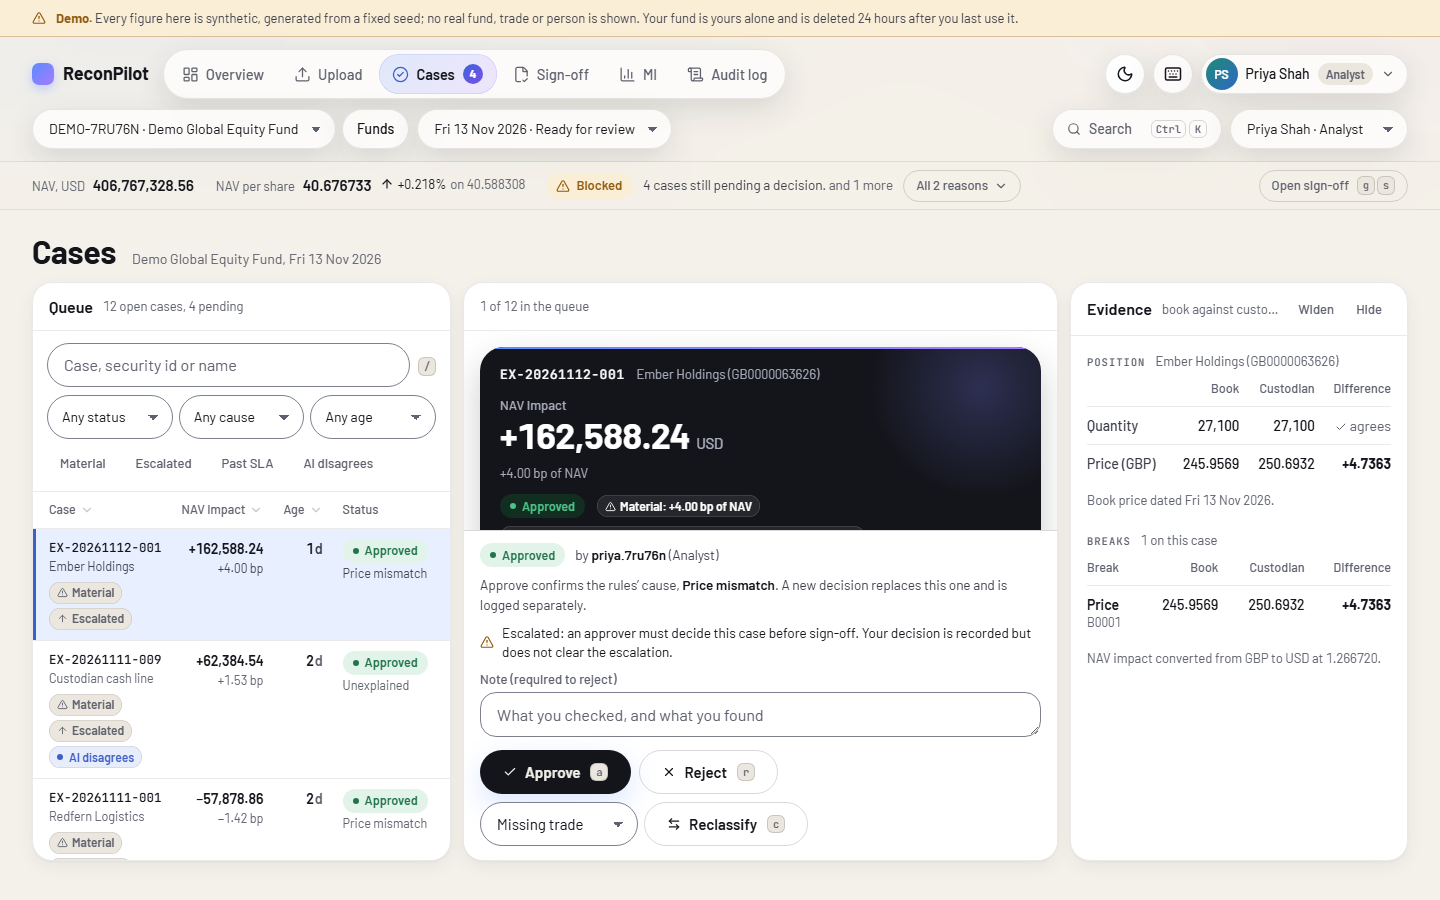 Demo. Every figure here is synthetic, generated from a fixed seed; no real fund, trade or person is shown. Your fund is yours alone and is deleted 24 hours after you last use it.
ReconPilot
Overview
Upload
Cases 4
Sign-off
MI
Audit log
PS Priya Shah Analyst
DEMO-7RU76N · Demo Global Equity Fund
Funds
Fri 13 Nov 2026 · Ready for review
Search Ctrl K
Priya Shah · Analyst
NAV, USD 406,767,328.56
NAV per share 40.676733 ↑ +0.218% on 40.588308
Blocked
4 cases still pending a decision. and 1 more
All 2 reasons
Open sign-off g s
Cases
Demo Global Equity Fund, Fri 13 Nov 2026
Queue 12 open cases, 4 pending
Case, security id or name
/
Any status
Any cause
Any age
Material
Escalated
Past SLA
AI disagrees
Case NAV impact Age Status
EX-20261112-001 +162,588.24 1d Approved
Ember Holdings +4.00 bp Price mismatch
Material
↑ Escalated
EX-20261111-009 +62,384.54 2d Approved
Custodian cash line +1.53 bp Unexplained
Material
↑ Escalated
AI disagrees
EX-20261111-001 −57,878.86 2d Approved
Redfern Logistics −1.42 bp Price mismatch
Material
1 of 12 in the queue
EX-20261112-001 Ember Holdings (GB0000063626)
NAV Impact
+162,588.24 USD
+4.00 bp of NAV
Approved
Material: +4.00 bp of NAV
Approved by priya.7ru76n (Analyst)
Approve confirms the rules’ cause, Price mismatch. A new decision replaces this one and is
logged separately.
Escalated: an approver must decide this case before sign-off. Your decision is recorded but
does not clear the escalation.
Note (required to reject)
What you checked, and what you found
Approve a
Reject r
Missing trade
Reclassify c
Evidence book against custo...
Widen
Hide
POSITION Ember Holdings (GB0000063626)
Book Custodian Difference
Quantity 27,100 27,100 ✓ agrees
Price (GBP) 245.9569 250.6932 +4.7363
Book price dated Fri 13 Nov 2026.
BREAKS 1 on this case
Break Book Custodian Difference
Price 245.9569 250.6932 +4.7363
B0001
NAV impact converted from GBP to USD at 1.266720.